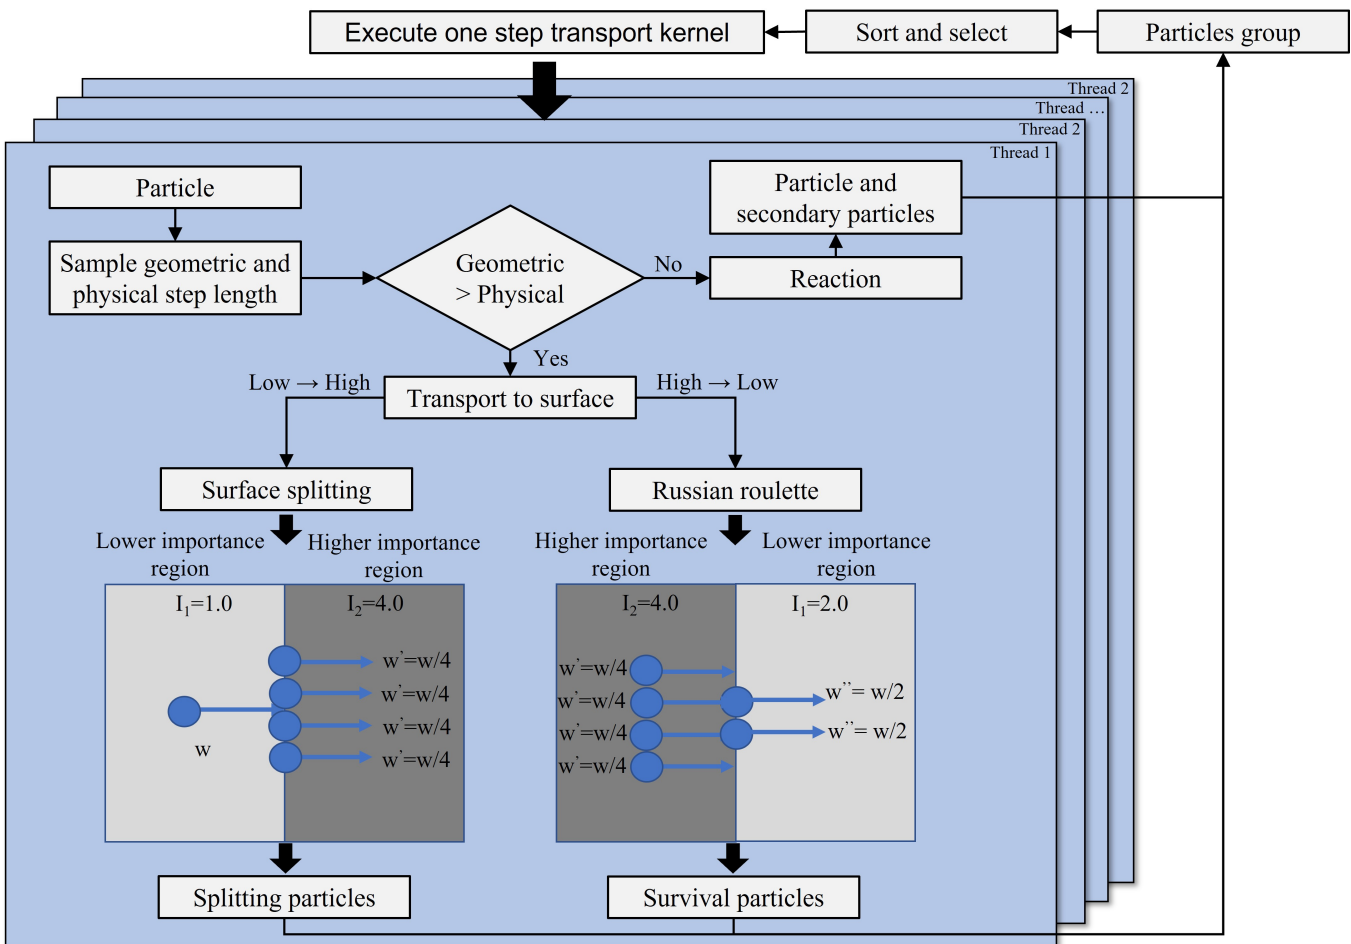 Execute one step transport kernel
Sort and select
Particles group
Thread 2
Thread ...
Thread 2
Thread 1
Particle
Particle and
secondary particles
Sample geometric and
physical step length
Geometric
> Physical
No
Reaction
Yes
Low → High
Transport to surface
High → Low
Surface splitting
Russian roulette
Lower importance
region
Higher importance
region
Higher importance
region
Lower importance
region
I₁=1.0
I₂=4.0
I₂=4.0
I₁=2.0
w
w'=w/4
w'=w/4
w'=w/4
w'=w/4
w'=w/4
w'=w/4
w'=w/4
w'=w/4
w''= w/2
w''= w/2
Splitting particles
Survival particles